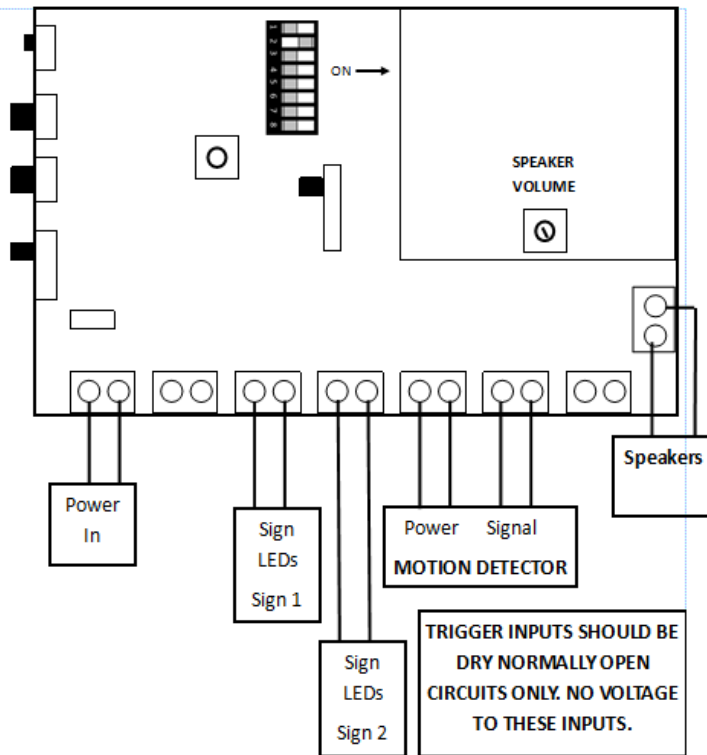 1
2
3
4
5
6
7
8
ON
SPEAKER
VOLUME
Power
In
Sign
LEDs
Sign 1
Sign
LEDs
Sign 2
Power Signal
MOTION DETECTOR
Speakers
TRIGGER INPUTS SHOULD BE
DRY NORMALLY OPEN
CIRCUITS ONLY. NO VOLTAGE
TO THESE INPUTS.